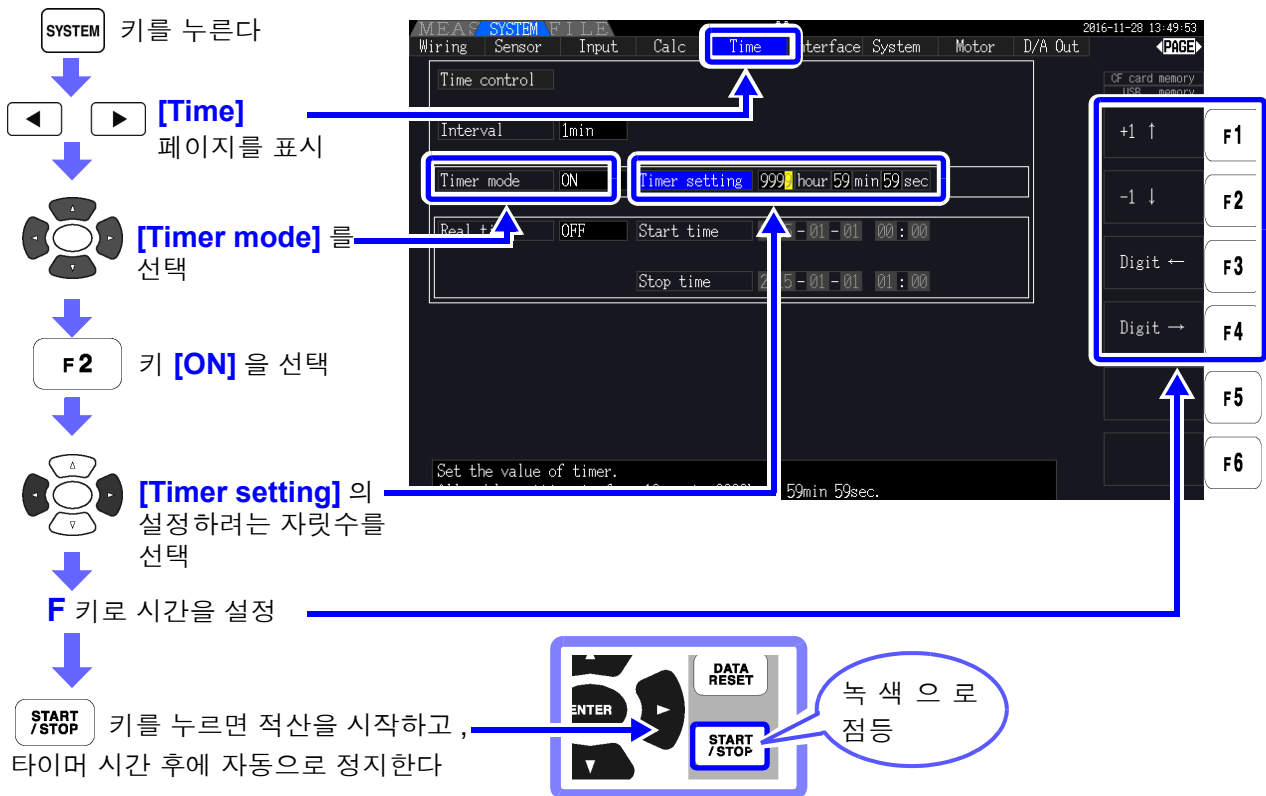 SYSTEM 키를 누른다
[Time]
페이지를 표시
[Timer mode] 를
선택
F2 키 [ON] 을 선택
[Timer setting] 의
설정하려는 자릿수를
선택
F 키로 시간을 설정
START
/STOP 키를 누르면 적산을 시작하고 ,
타이머 시간 후에 자동으로 정지한다
MEAS SYSTEM FILE
2016-11-28 13:49:53
Wiring Sensor Input Calc Time Interface System Motor D/A Out PAGE
CF card memory
USB memory
Time control
Interval 1min
Timer mode ON Timer setting 9999 hour 59 min 59 sec
Real OFF Start time -01-01 00:00
Stop time -01-01 01:00
Set the value of timer.
59min 59sec.
+1 ↑ F1
-1 ↓ F2
Digit ← F3
Digit → F4
F5
F6
DATA
RESET
ENTER
START
/STOP
녹 색 으 로
점등